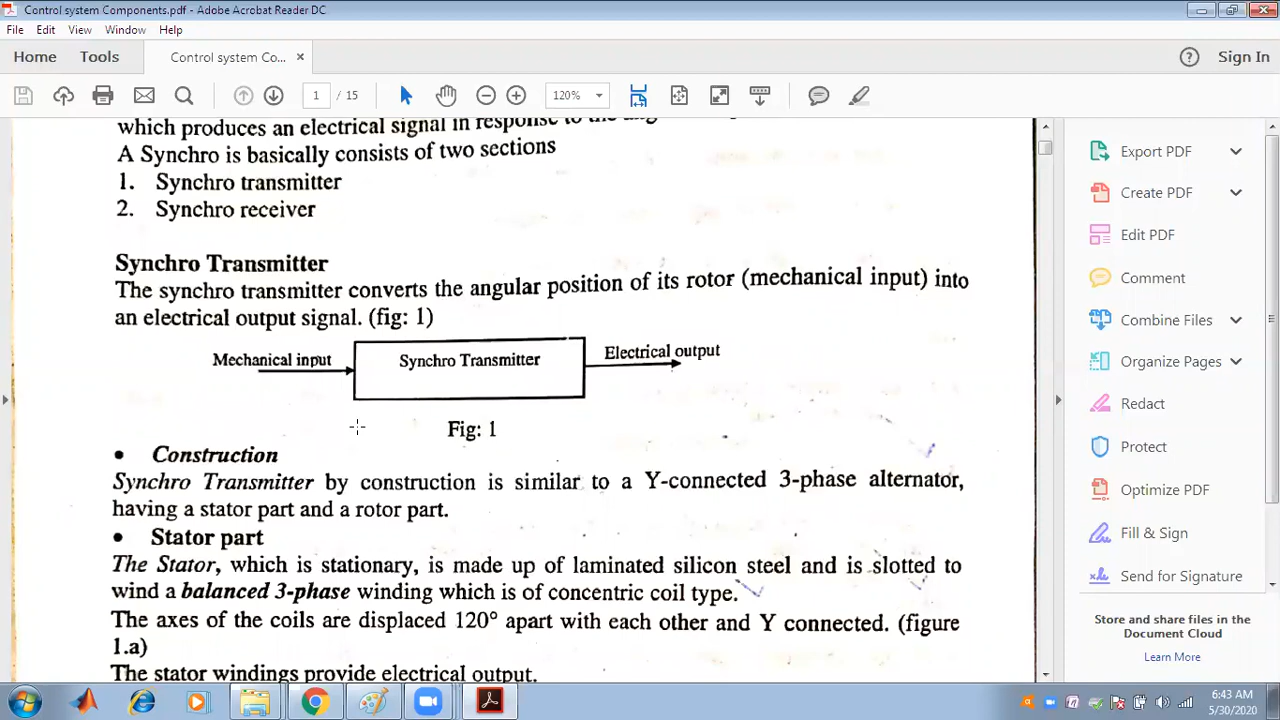 Control system Components.pdf - Adobe Acrobat Reader DC
File Edit View Window Help
Home Tools Control system Co... × Sign In
1 / 15 120%
which produces an electrical signal in response to the
A Synchro is basically consists of two sections
1. Synchro transmitter
2. Synchro receiver
Synchro Transmitter
The synchro transmitter converts the angular position of its rotor (mechanical input) into
an electrical output signal. (fig: 1)
Mechanical input Synchro Transmitter Electrical output
Fig: 1
• Construction
Synchro Transmitter by construction is similar to a Y-connected 3-phase alternator,
having a stator part and a rotor part.
• Stator part
The Stator, which is stationary, is made up of laminated silicon steel and is slotted to
wind a balanced 3-phase winding which is of concentric coil type.
The axes of the coils are displaced 120° apart with each other and Y connected. (figure
1.a)
The stator windings provide electrical output.
Export PDF
Create PDF
Edit PDF
Comment
Combine Files
Organize Pages
Redact
Protect
Optimize PDF
Fill & Sign
Send for Signature
Store and share files in the
Document Cloud
Learn More
6:43 AM
5/30/2020